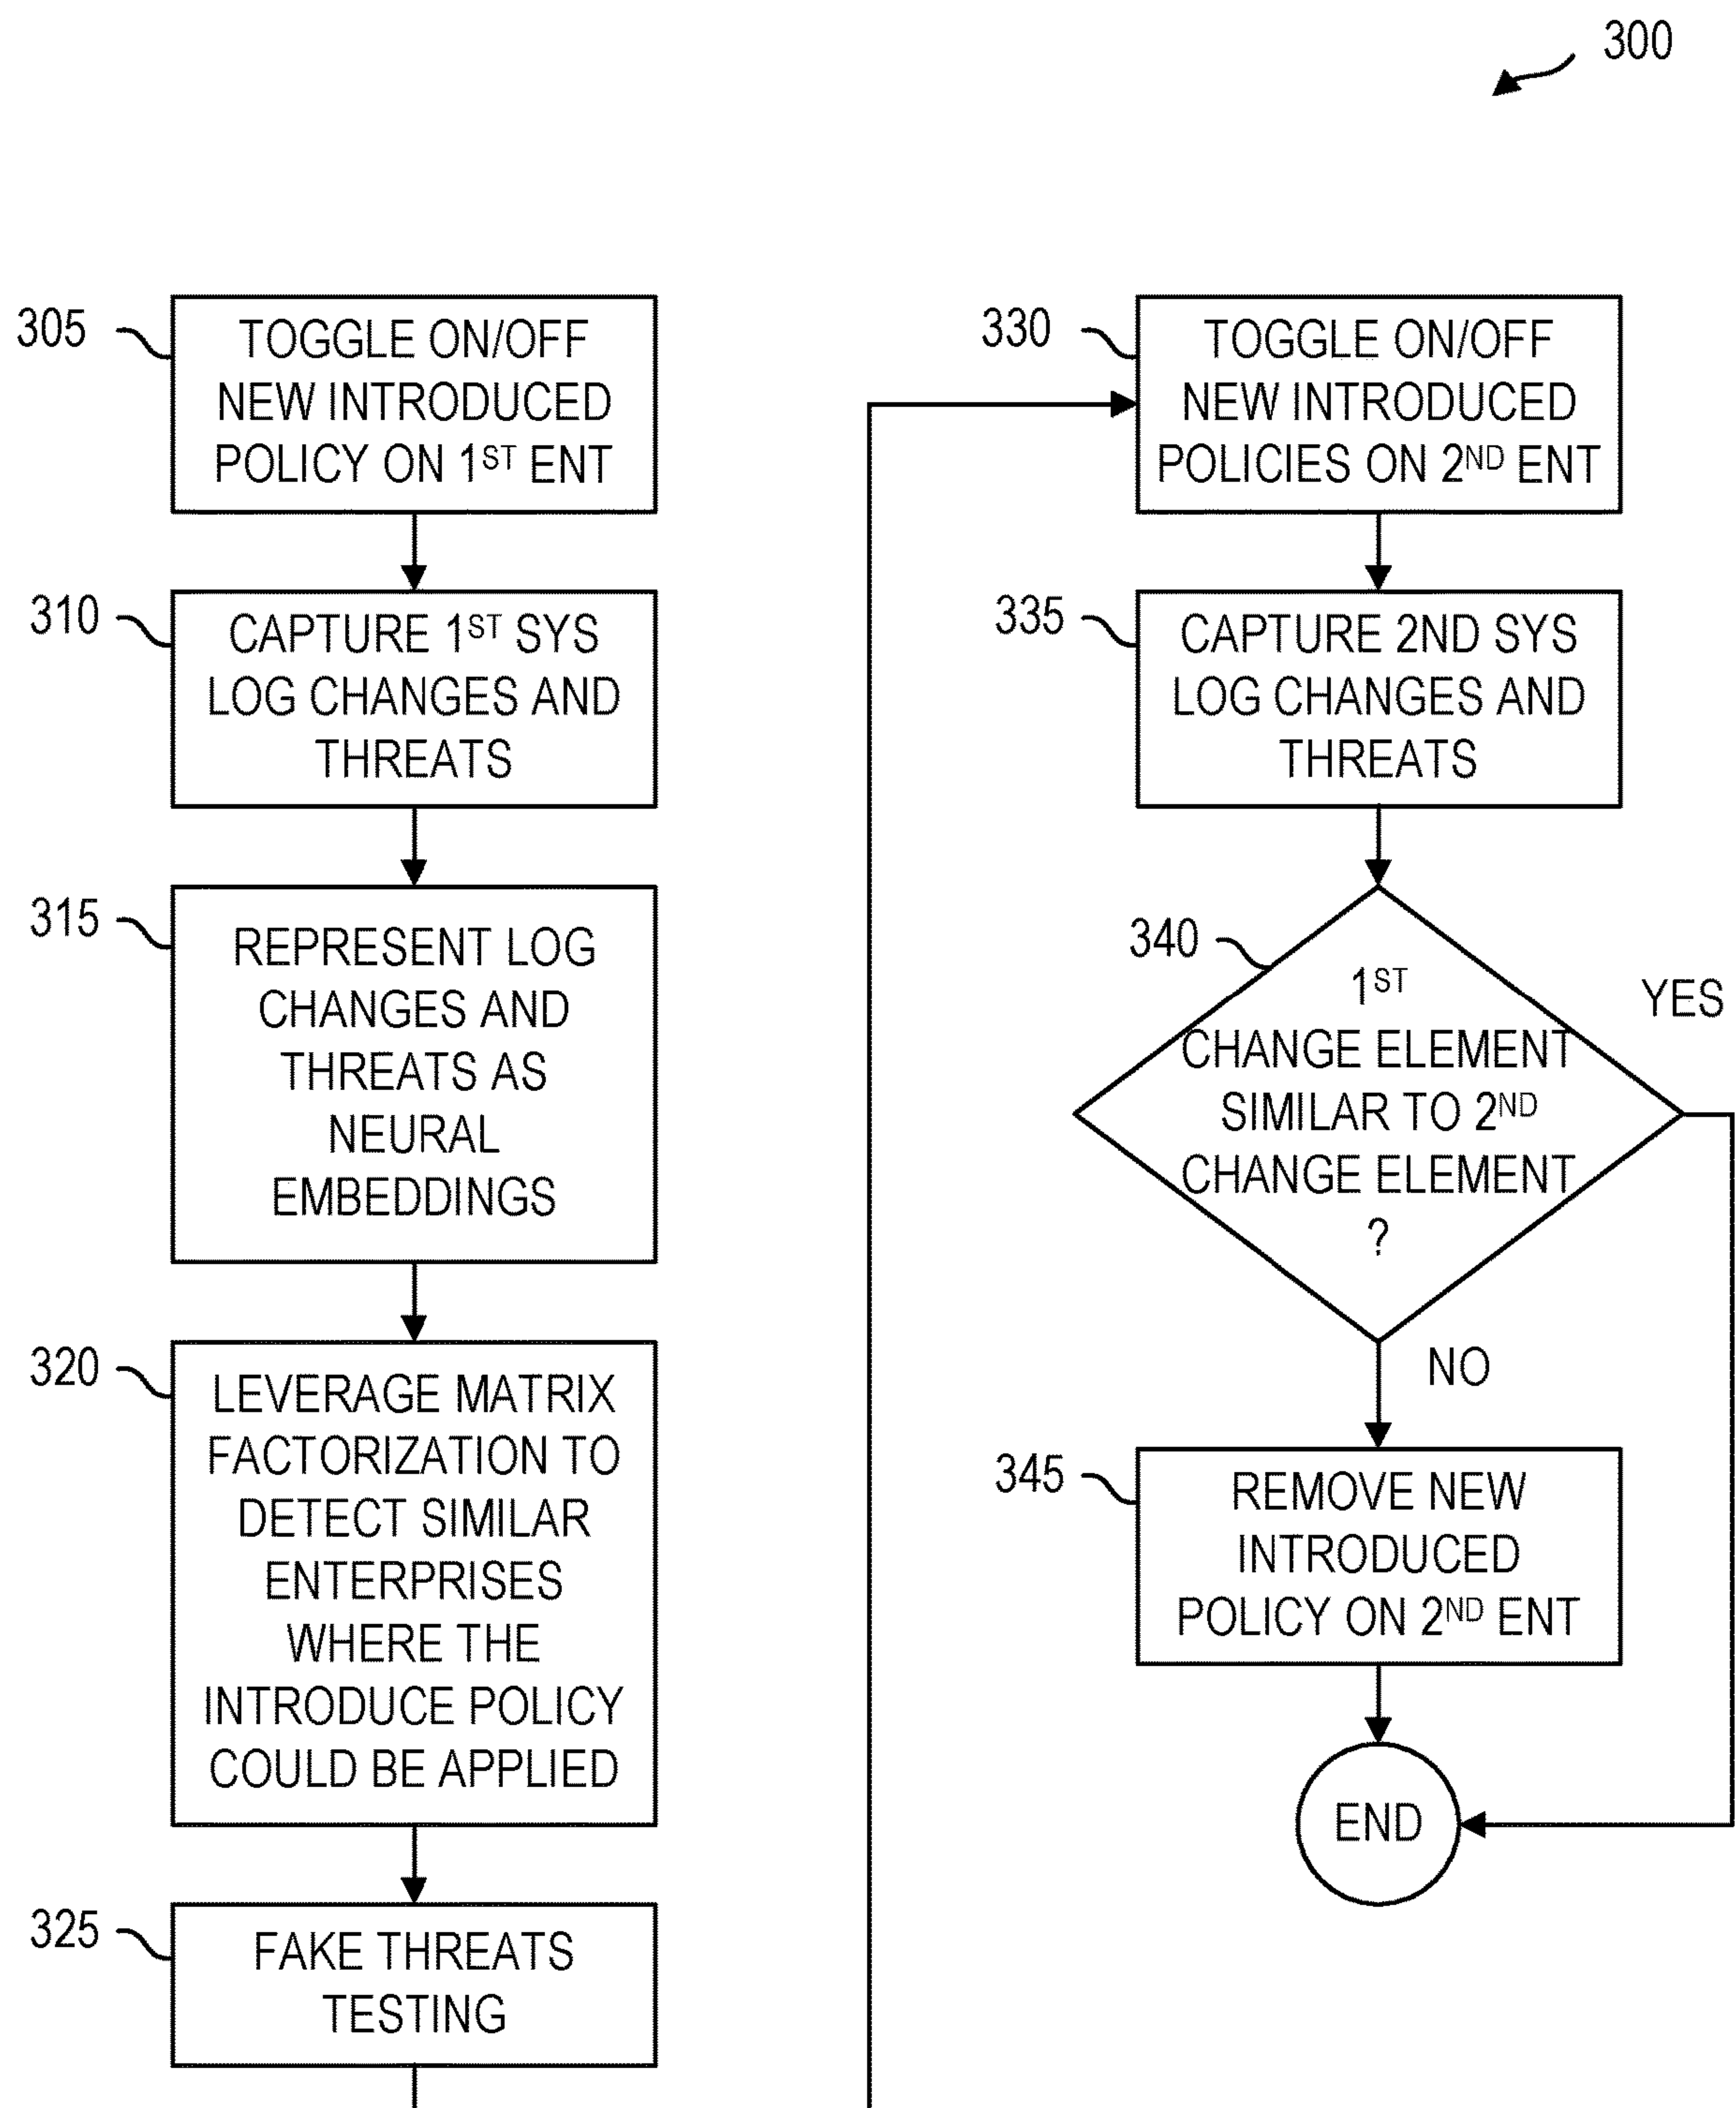 300
305
TOGGLE ON/OFF
NEW INTRODUCED
POLICY ON 1ST ENT
310
CAPTURE 1ST SYS
LOG CHANGES AND
THREATS
315
REPRESENT LOG
CHANGES AND
THREATS AS
NEURAL
EMBEDDINGS
320
LEVERAGE MATRIX
FACTORIZATION TO
DETECT SIMILAR
ENTERPRISES
WHERE THE
INTRODUCE POLICY
COULD BE APPLIED
325
FAKE THREATS
TESTING
330
TOGGLE ON/OFF
NEW INTRODUCED
POLICIES ON 2ND ENT
335
CAPTURE 2ND SYS
LOG CHANGES AND
THREATS
340
1ST
CHANGE ELEMENT
SIMILAR TO 2ND
CHANGE ELEMENT
?
YES
NO
345
REMOVE NEW
INTRODUCED
POLICY ON 2ND ENT
END